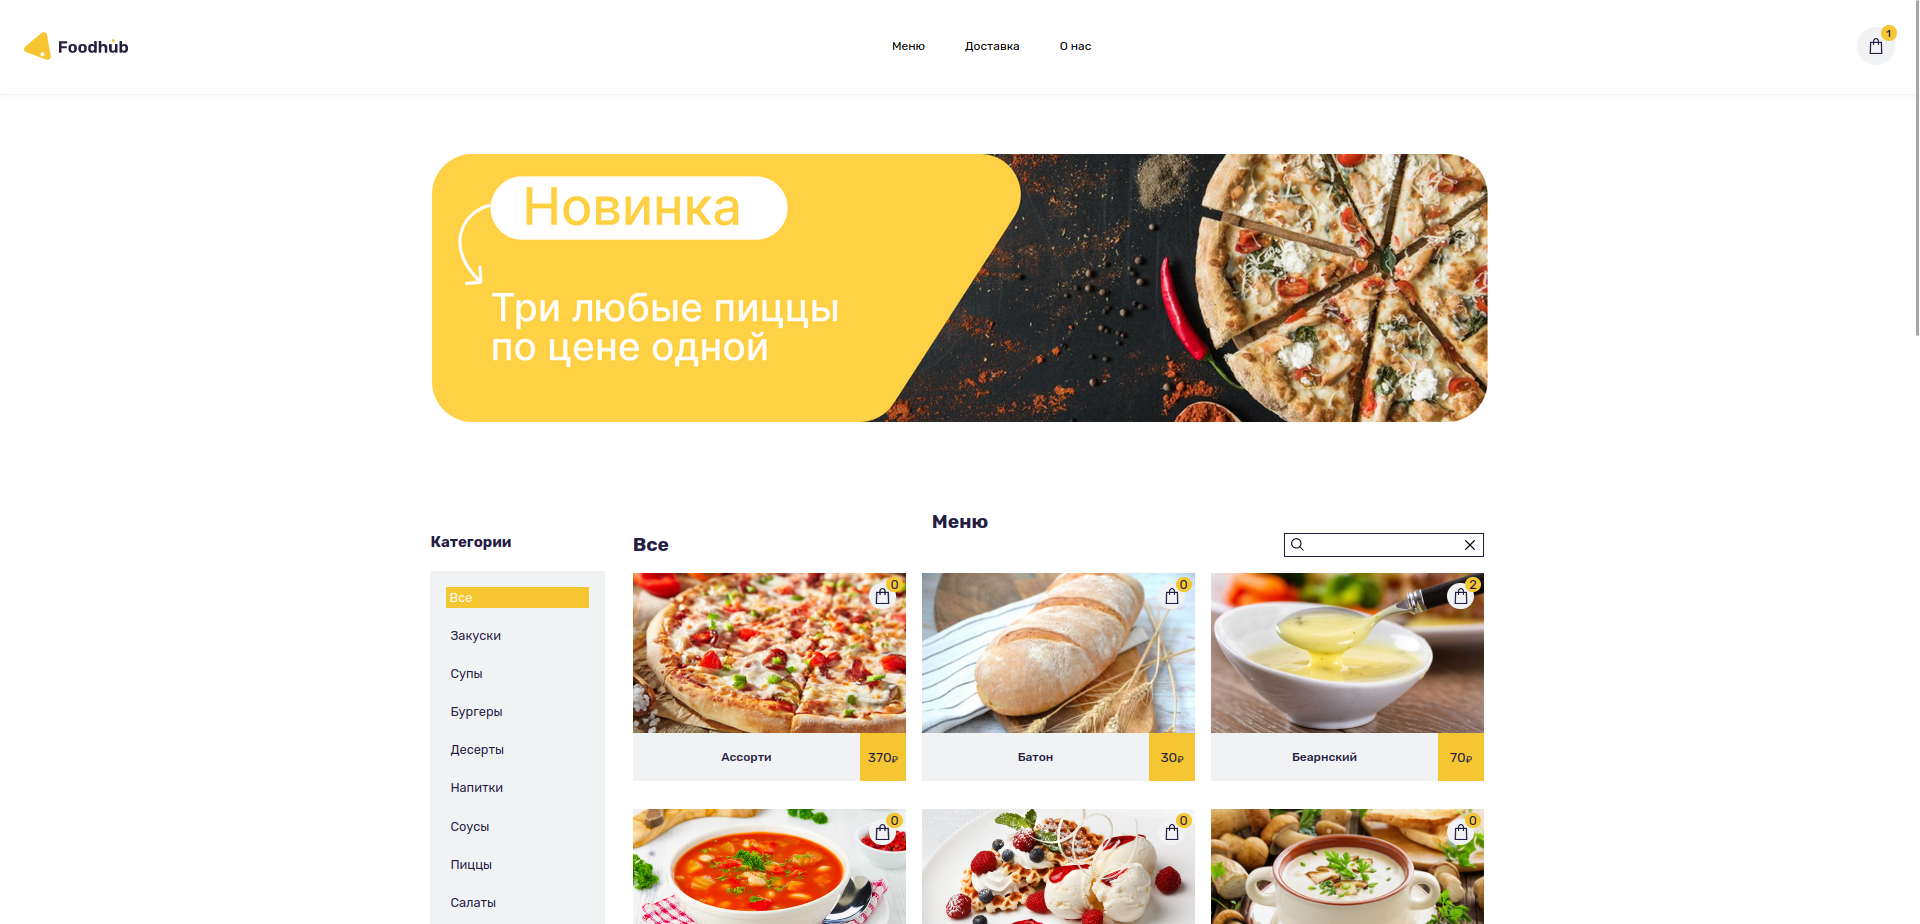 Foodhub
Меню
Доставка
О нас
1
Новинка
Три любые пиццы
по цене одной
Меню
Категории
Все
Все
Закуски
Супы
Бургеры
Десерты
Напитки
Соусы
Пиццы
Салаты
0
Ассорти
370₽
0
Батон
30₽
2
Беарнский
70₽
0
0
0